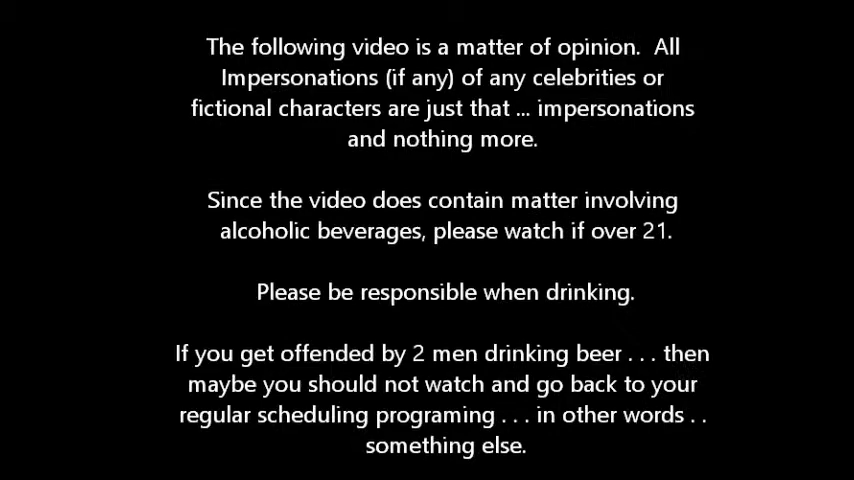 The following video is a matter of opinion.  All
Impersonations (if any) of any celebrities or
fictional characters are just that ... impersonations
and nothing more.
Since the video does contain matter involving
alcoholic beverages, please watch if over 21.
Please be responsible when drinking.
If you get offended by 2 men drinking beer . . . then
maybe you should not watch and go back to your
regular scheduling programing . . . in other words . .
something else.